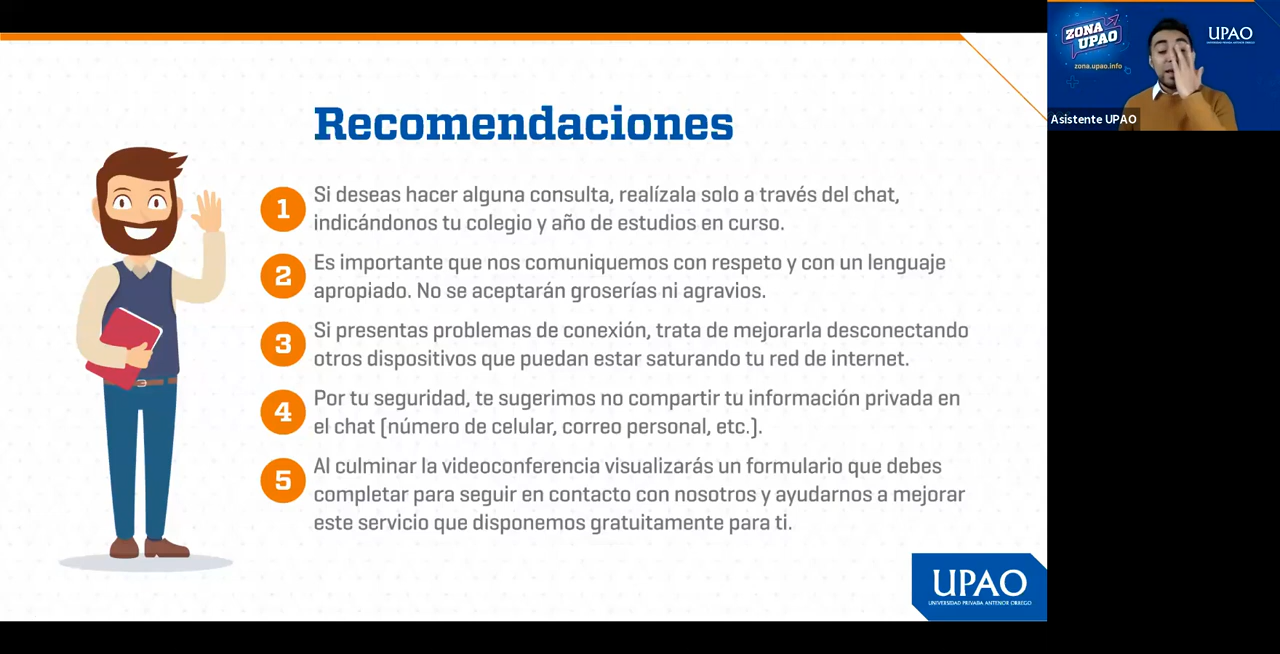 Recomendaciones
1
Si deseas hacer alguna consulta, realízala solo a través del chat,
indicándonos tu colegio y año de estudios en curso.
2
Es importante que nos comuniquemos con respeto y con un lenguaje
apropiado. No se aceptarán groserías ni agravios.
3
Si presentas problemas de conexión, trata de mejorarla desconectando
otros dispositivos que puedan estar saturando tu red de internet.
4
Por tu seguridad, te sugerimos no compartir tu información privada en
el chat (número de celular, correo personal, etc.).
5
Al culminar la videoconferencia visualizarás un formulario que debes
completar para seguir en contacto con nosotros y ayudarnos a mejorar
este servicio que disponemos gratuitamente para ti.
UPAO
UNIVERSIDAD PRIVADA ANTENOR ORREGO
ZONA
UPAO
zona.upao.info
UPAO
Asistente UPAO